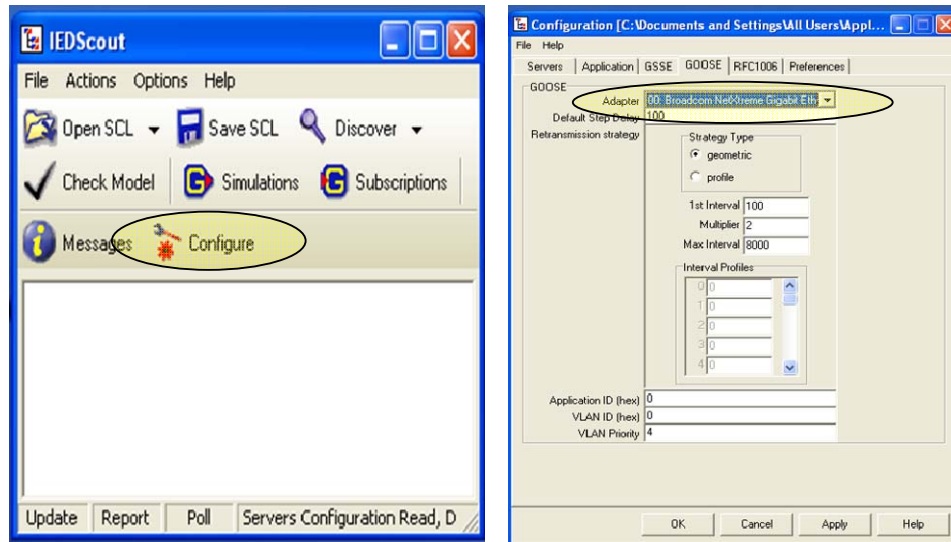 IEDScout
File Actions Options Help
Open SCL Save SCL Discover
Check Model Simulations Subscriptions
Messages Configure
Update Report Poll Servers Configuration Read, D
Configuration [C:\Documents and Settings\All Users\Appl...
File Help
Servers Application GSSE GOOSE RFC1006 Preferences
GOOSE
Adapter 00: Broadcom NetXtreme Gigabit Eth
Default Step Delay 100
Retransmission strategy
Strategy Type
geometric
profile
1st Interval 100
Multiplier 2
Max Interval 8000
Interval Profiles
0 0
1 0
2 0
3 0
4 0
Application ID (hex) 0
VLAN ID (hex) 0
VLAN Priority 4
OK Cancel Apply Help